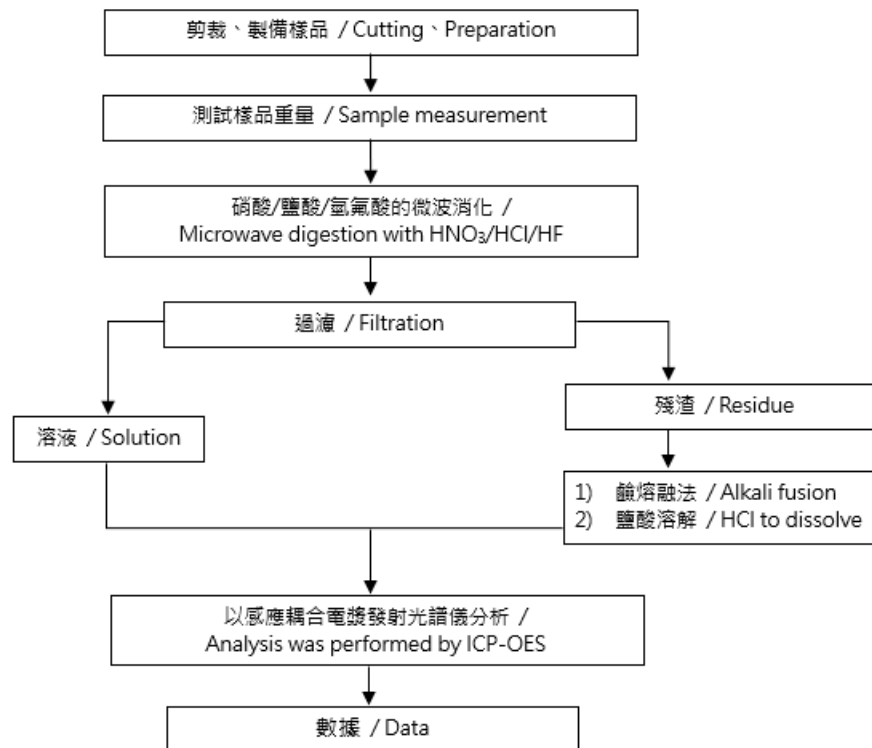 剪裁、製備樣品 / Cutting、Preparation
測試樣品重量 / Sample measurement
硝酸/鹽酸/氫氟酸的微波消化 /
Microwave digestion with HNO₃/HCl/HF
過濾 / Filtration
殘渣 / Residue
溶液 / Solution
1) 鹼熔融法 / Alkali fusion
2) 鹽酸溶解 / HCl to dissolve
以感應耦合電漿發射光譜儀分析 /
Analysis was performed by ICP-OES
數據 / Data